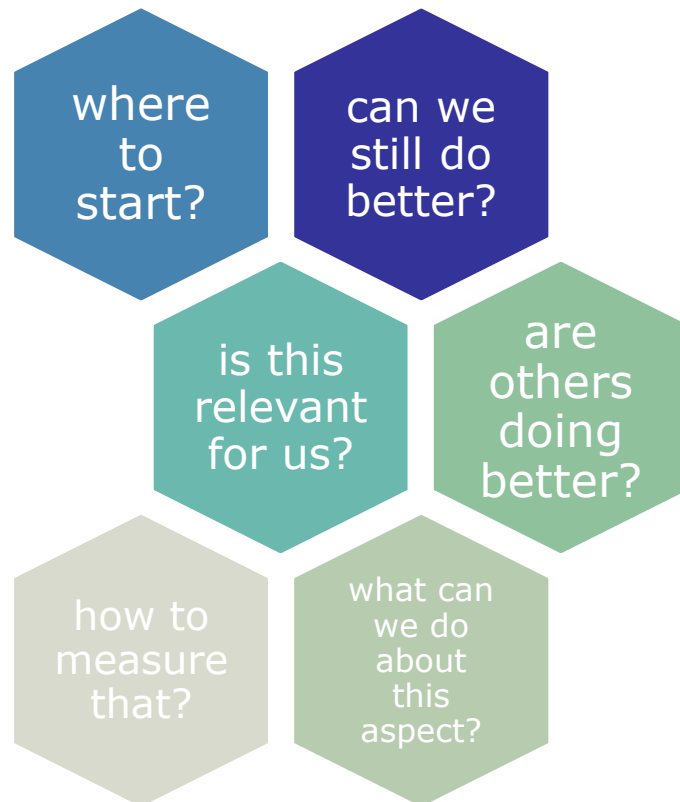 where
to
start?
can we
still do
better?
is this
relevant
for us?
are
others
doing
better?
how to
measure
that?
what can
we do
about
this
aspect?